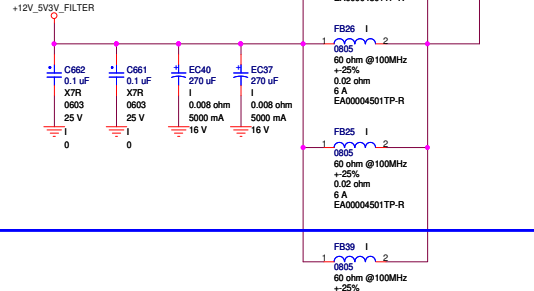 EA00004501TP-R
+12V_5V3V_FILTER
FB26 I
1 2
0805
60 ohm @100MHz
+-25%
0.02 ohm
6 A
EA00004501TP-R
C662
0.1 uF
X7R
0603
25 V
I
0
C661
0.1 uF
X7R
0603
25 V
I
0
EC40
270 uF
I
0.008 ohm
5000 mA
16 V
EC37
270 uF
I
0.008 ohm
5000 mA
16 V
FB25 I
1 2
0805
60 ohm @100MHz
+-25%
0.02 ohm
6 A
EA00004501TP-R
FB39 I
1 2
0805
60 ohm @100MHz
+-25%